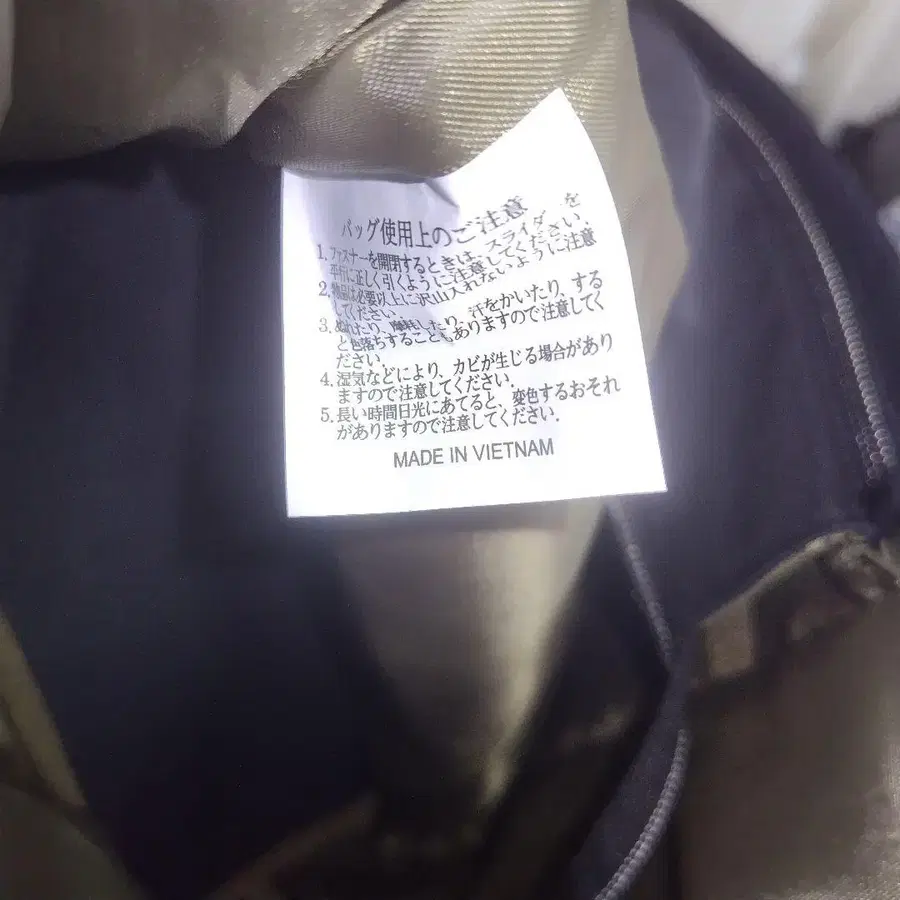 バッグ使用上のご注意
1. ファスナーを開閉するときは、スライダーを
平行に正しく引くように注意してください.
2. 物品は必要以上に沢山入れないように注意
してください.
3. ぬれたり、摩耗したり、汗をかいたり、する
と色落ちすることもありますので注意してく
ださい.
4. 湿気などにより、カビが生じる場合があり
ますので注意してください.
5. 長い時間日光にあてると、変色するおそれ
がありますので注意してください.
MADE IN VIETNAM